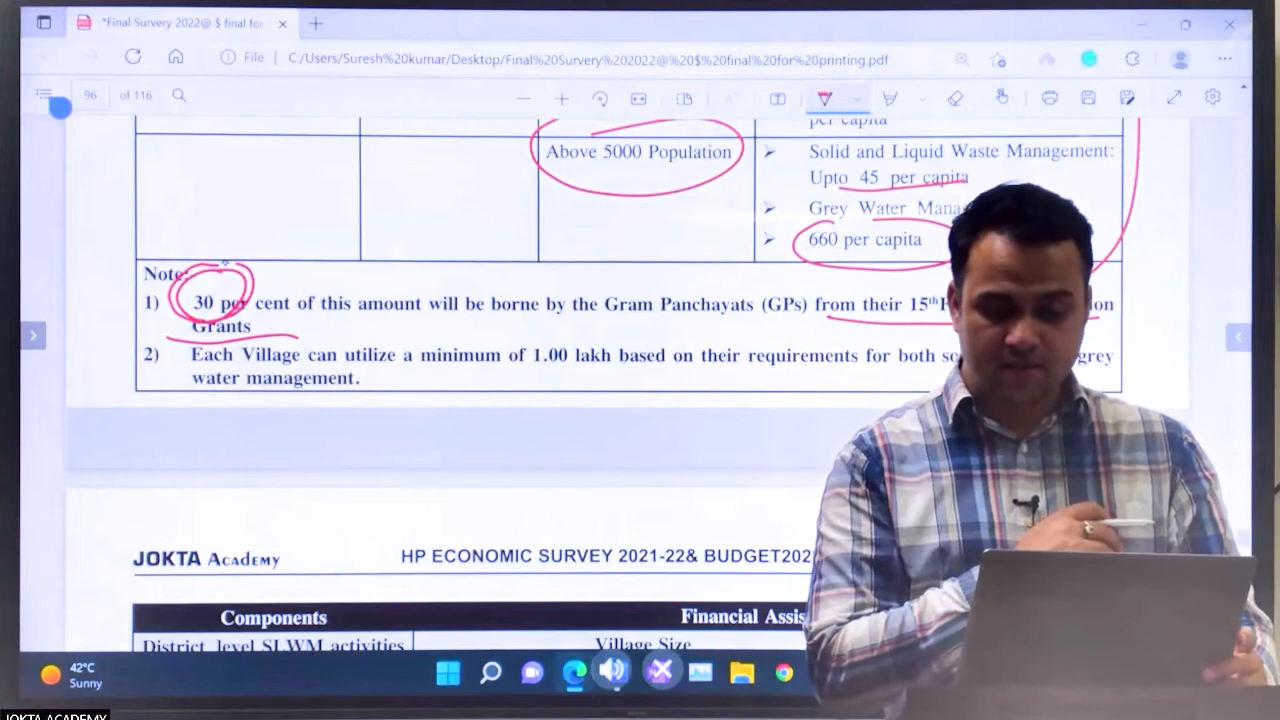 *Final Survery 2022@ $ final for
File
C:/Users/Suresh%20kumar/Desktop/Final%20Survery%202022@%20$%20final%20for%20printing.pdf
96 of 116
per capita
Above 5000 Population
Solid and Liquid Waste Management:
Upto 45 per capita
Grey Water
660 per capita
Note:
1) 30 per cent of this amount will be borne by the Gram Panchayats (GPs) from their 15th
Grants
2) Each Village can utilize a minimum of 1.00 lakh based on their requirements for both grey
water management.
JOKTA ACADEMY
HP ECONOMIC SURVEY 2021-22& BUDGET
Components
Financial
District level SLWM activities
Village Size
42°C
Sunny
JOKTA ACADEMY